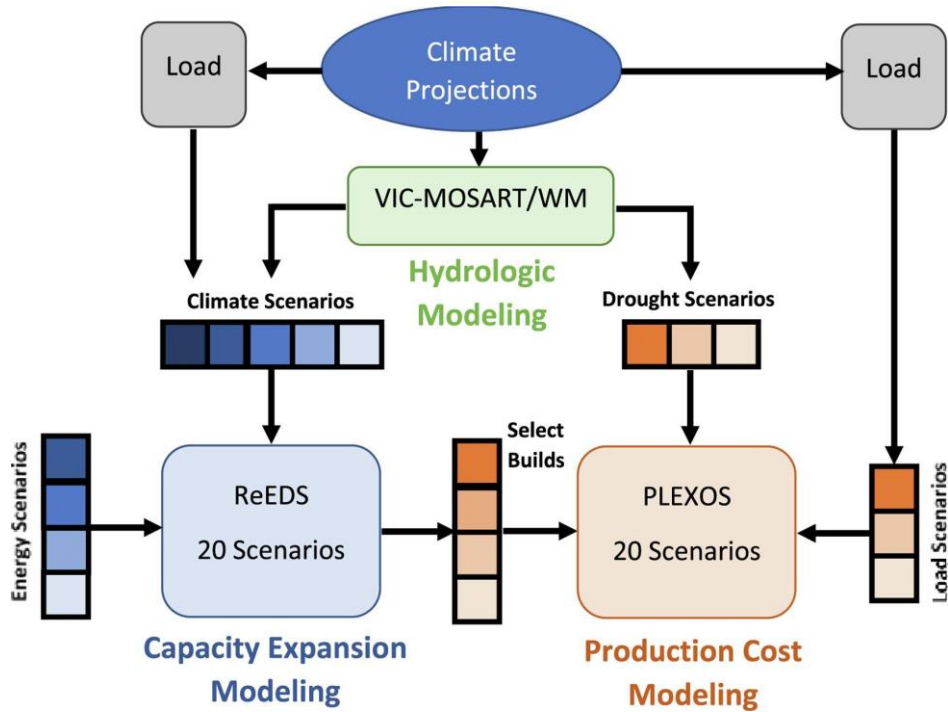 Load
Climate
Projections
Load
VIC-MOSART/WM
Hydrologic
Modeling
Climate Scenarios
Drought Scenarios
Energy Scenarios
ReEDS
20 Scenarios
Select
Builds
PLEXOS
20 Scenarios
Load Scenarios
Capacity Expansion
Modeling
Production Cost
Modeling